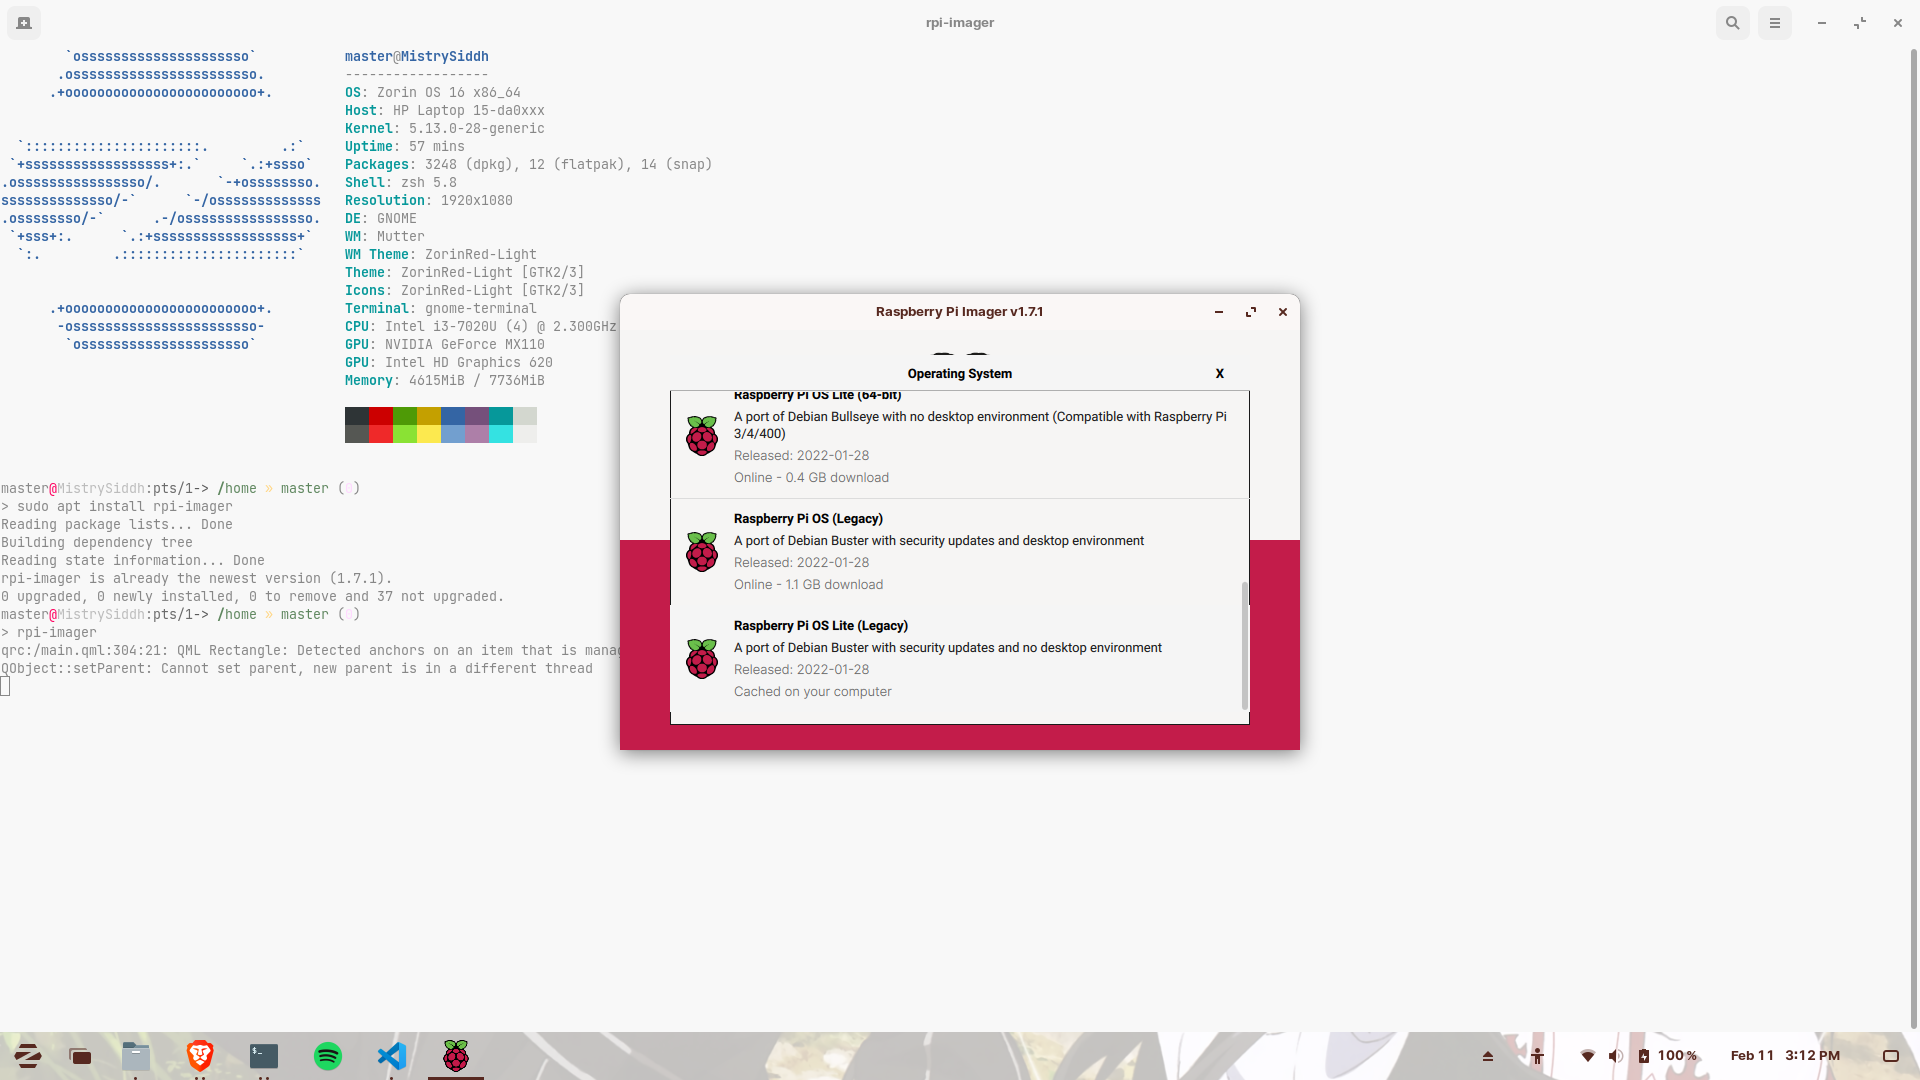 rpi-imager
`osssssssssssssssssssssso`
.osssssssssssssssssssssssso.
.+oooooooooooooooooooooooooo+.
`::::::::::::::::::::::.         .:`
`+ssssssssssssssssss+:.`     `.:+ssso`
.ossssssssssssssso/.       `-+ossssssso.
ssssssssssssso/-`      `-/osssssssssssss
.ossssssso/-`      .-/ossssssssssssssso.
`+sss+:.      `.:+ssssssssssssssssss+`
`:.         .::::::::::::::::::::::`
.+oooooooooooooooooooooooooo+.
-osssssssssssssssssssssssso-
`osssssssssssssssssssssso`
master@MistrySiddh
------------------
OS: Zorin OS 16 x86_64
Host: HP Laptop 15-da0xxx
Kernel: 5.13.0-28-generic
Uptime: 57 mins
Packages: 3248 (dpkg), 12 (flatpak), 14 (snap)
Shell: zsh 5.8
Resolution: 1920x1080
DE: GNOME
WM: Mutter
WM Theme: ZorinRed-Light
Theme: ZorinRed-Light [GTK2/3]
Icons: ZorinRed-Light [GTK2/3]
Terminal: gnome-terminal
CPU: Intel i3-7020U (4) @ 2.300GHz
GPU: NVIDIA GeForce MX110
GPU: Intel HD Graphics 620
Memory: 4615MiB / 7736MiB
master@MistrySiddh:pts/1-> /home » master (0)
> sudo apt install rpi-imager
Reading package lists... Done
Building dependency tree
Reading state information... Done
rpi-imager is already the newest version (1.7.1).
0 upgraded, 0 newly installed, 0 to remove and 37 not upgraded.
master@MistrySiddh:pts/1-> /home » master (0)
> rpi-imager
qrc:/main.qml:304:21: QML Rectangle: Detected anchors on an item that is mana
QObject::setParent: Cannot set parent, new parent is in a different thread
Raspberry Pi Imager v1.7.1
Operating System
X
Raspberry Pi OS Lite (64-bit)
A port of Debian Bullseye with no desktop environment (Compatible with Raspberry Pi
3/4/400)
Released: 2022-01-28
Online - 0.4 GB download
Raspberry Pi OS (Legacy)
A port of Debian Buster with security updates and desktop environment
Released: 2022-01-28
Online - 1.1 GB download
Raspberry Pi OS Lite (Legacy)
A port of Debian Buster with security updates and no desktop environment
Released: 2022-01-28
Cached on your computer
100 %
Feb 11 3:12 PM